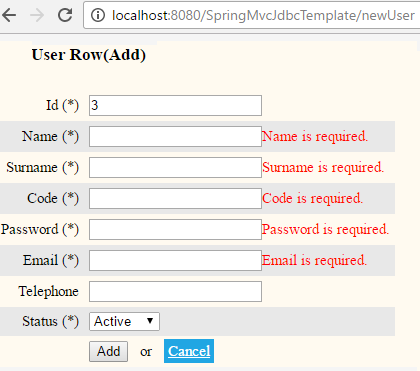 localhost:8080/SpringMvcJdbcTemplate/newUser
User Row(Add)
Id (*) 3
Name (*) Name is required.
Surname (*) Surname is required.
Code (*) Code is required.
Password (*) Password is required.
Email (*) Email is required.
Telephone
Status (*) Active
Add or Cancel